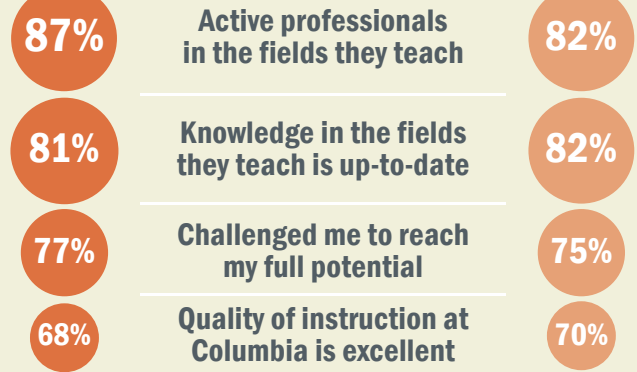 87%
Active professionals
in the fields they teach
82%
81%
Knowledge in the fields
they teach is up-to-date
82%
77%
Challenged me to reach
my full potential
75%
68%
Quality of instruction at
Columbia is excellent
70%